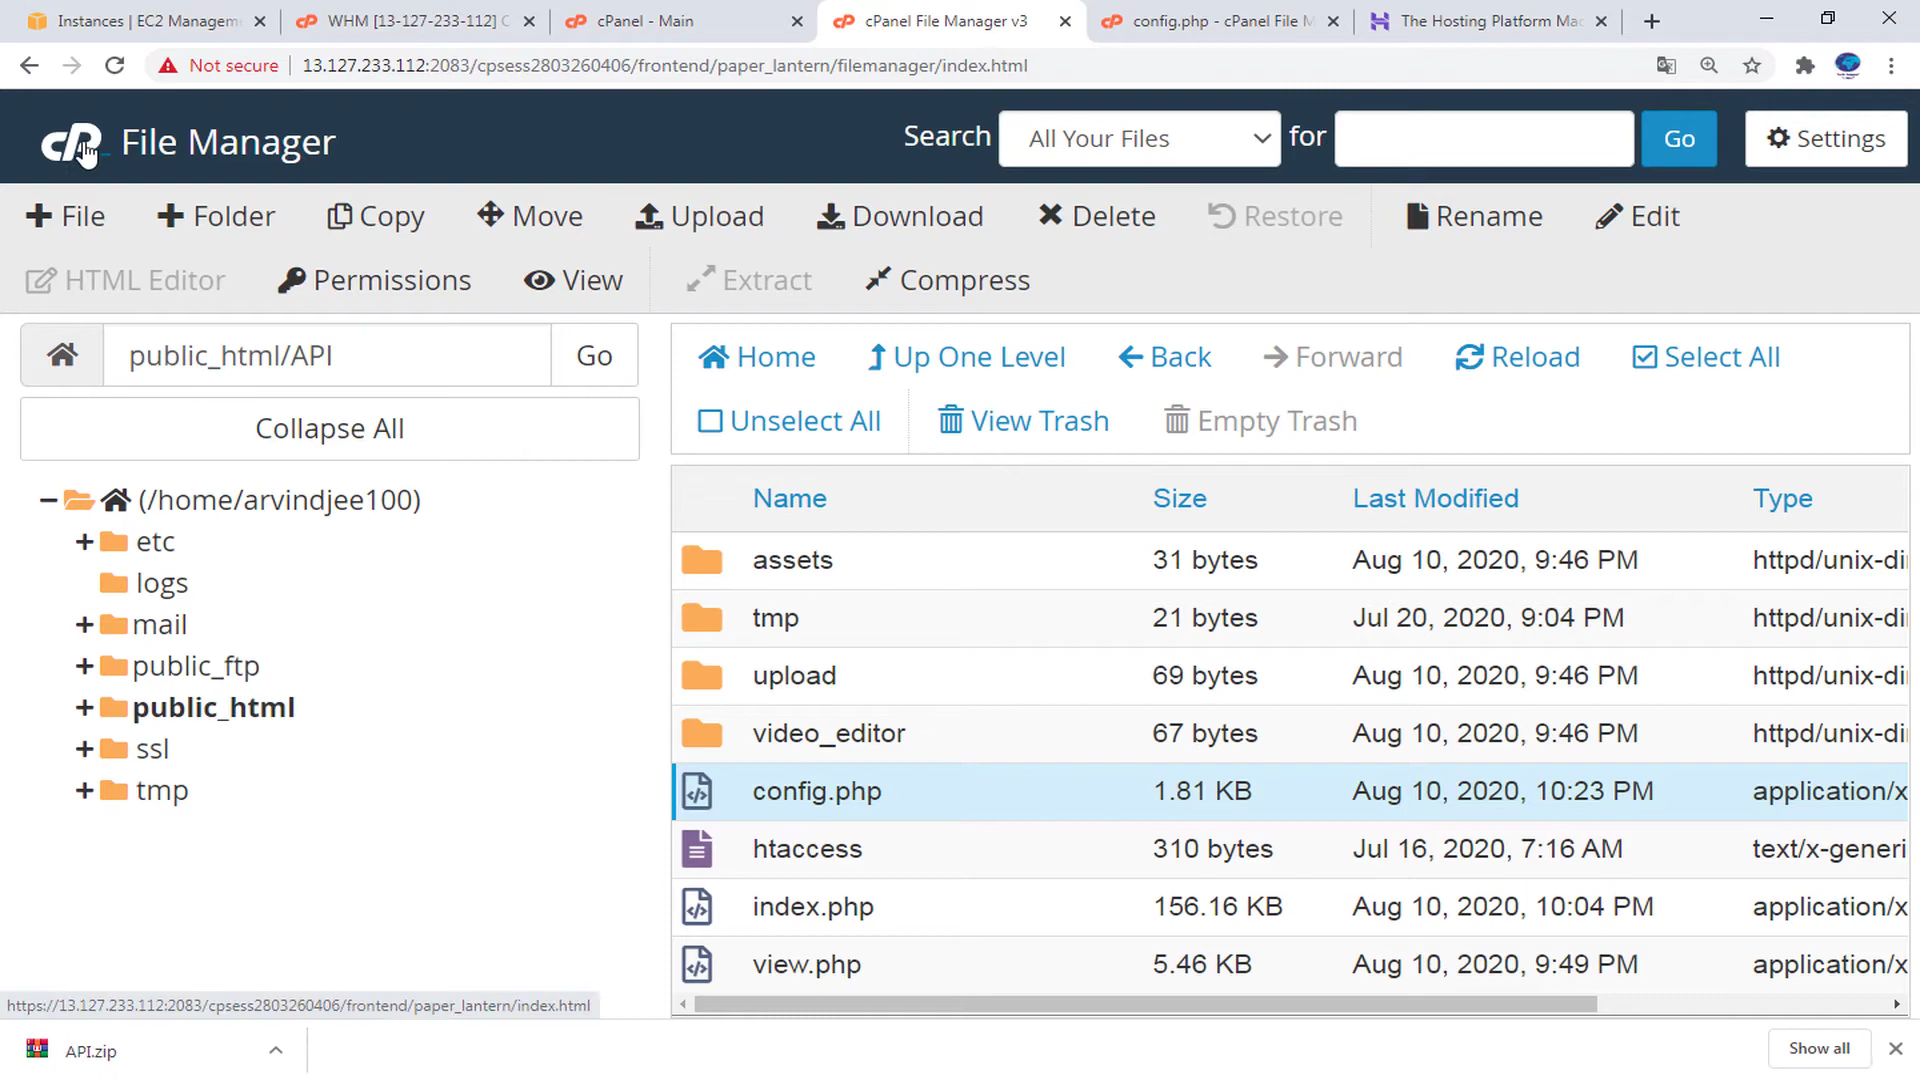 Instances | EC2 Managem
WHM [13-127-233-112] C
cPanel - Main
cPanel File Manager v3
config.php - cPanel File M
The Hosting Platform Mad
Not secure
13.127.233.112:2083/cpsess2803260406/frontend/paper_lantern/filemanager/index.html
cP File Manager
Search
All Your Files
for
Go
Settings
File
Folder
Copy
Move
Upload
Download
Delete
Restore
Rename
Edit
HTML Editor
Permissions
View
Extract
Compress
public_html/API
Go
Collapse All
(/home/arvindjee100)
etc
logs
mail
public_ftp
public_html
ssl
tmp
Home
Up One Level
Back
Forward
Reload
Select All
Unselect All
View Trash
Empty Trash
Name Size Last Modified Type
assets 31 bytes Aug 10, 2020, 9:46 PM httpd/unix-di
tmp 21 bytes Jul 20, 2020, 9:04 PM httpd/unix-di
upload 69 bytes Aug 10, 2020, 9:46 PM httpd/unix-di
video_editor 67 bytes Aug 10, 2020, 9:46 PM httpd/unix-di
config.php 1.81 KB Aug 10, 2020, 10:23 PM application/x
htaccess 310 bytes Jul 16, 2020, 7:16 AM text/x-generi
index.php 156.16 KB Aug 10, 2020, 10:04 PM application/x
view.php 5.46 KB Aug 10, 2020, 9:49 PM application/x
https://13.127.233.112:2083/cpsess2803260406/frontend/paper_lantern/index.html
API.zip
Show all